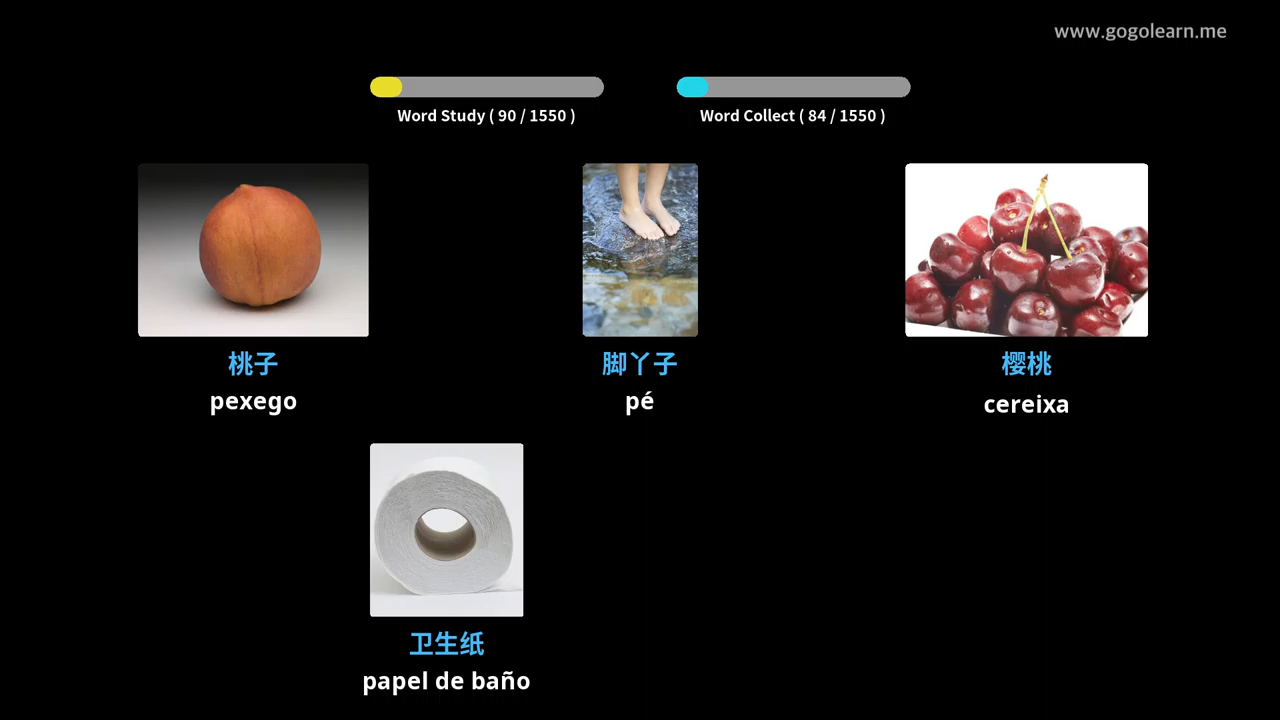 www.gogolearn.me
Word Study ( 90 / 1550 )
Word Collect ( 84 / 1550 )
桃子
pexego
脚丫子
pé
樱桃
cereixa
卫生纸
papel de baño